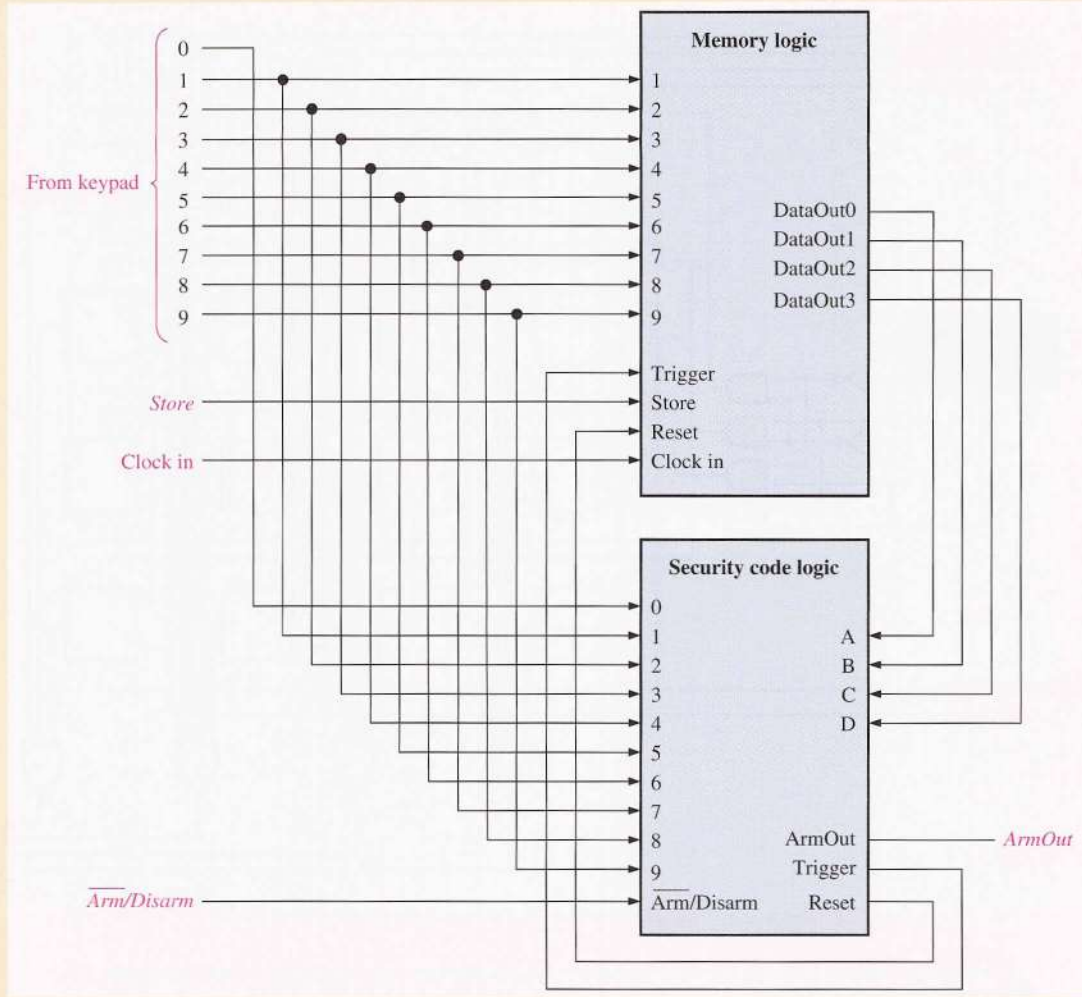 From keypad
0
1
2
3
4
5
6
7
8
9
Store
Clock in
A̅r̅m̅/Disarm
Memory logic
1
2
3
4
5
6
7
8
9
Trigger
Store
Reset
Clock in
DataOut0
DataOut1
DataOut2
DataOut3
Security code logic
0
1
2
3
4
5
6
7
8
9
A̅r̅m̅/Disarm
A
B
C
D
ArmOut
Trigger
Reset
ArmOut